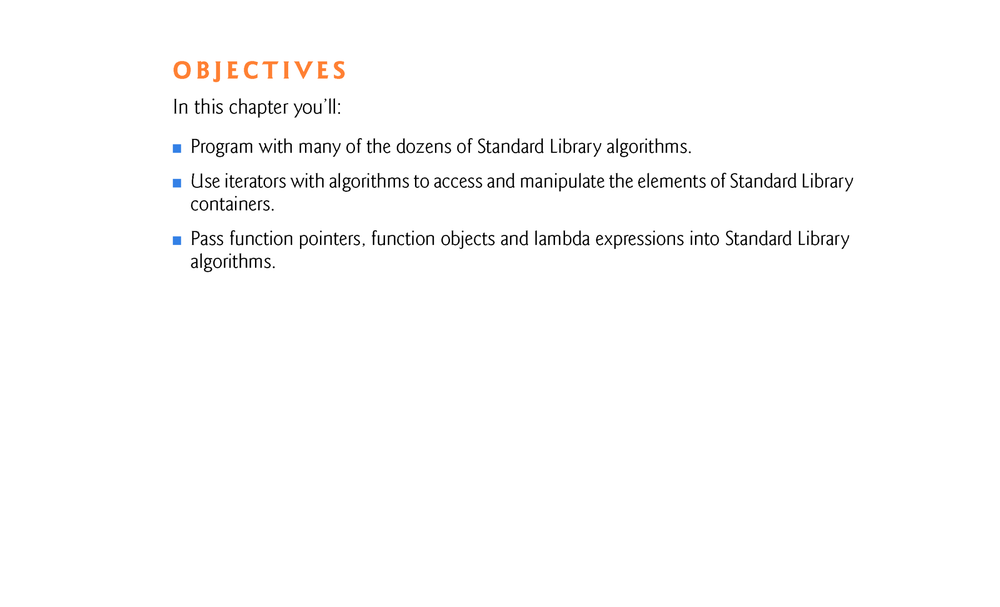 OBJECTIVES
In this chapter you’ll:
■ Program with many of the dozens of Standard Library algorithms.
■ Use iterators with algorithms to access and manipulate the elements of Standard Library
containers.
■ Pass function pointers, function objects and lambda expressions into Standard Library
algorithms.